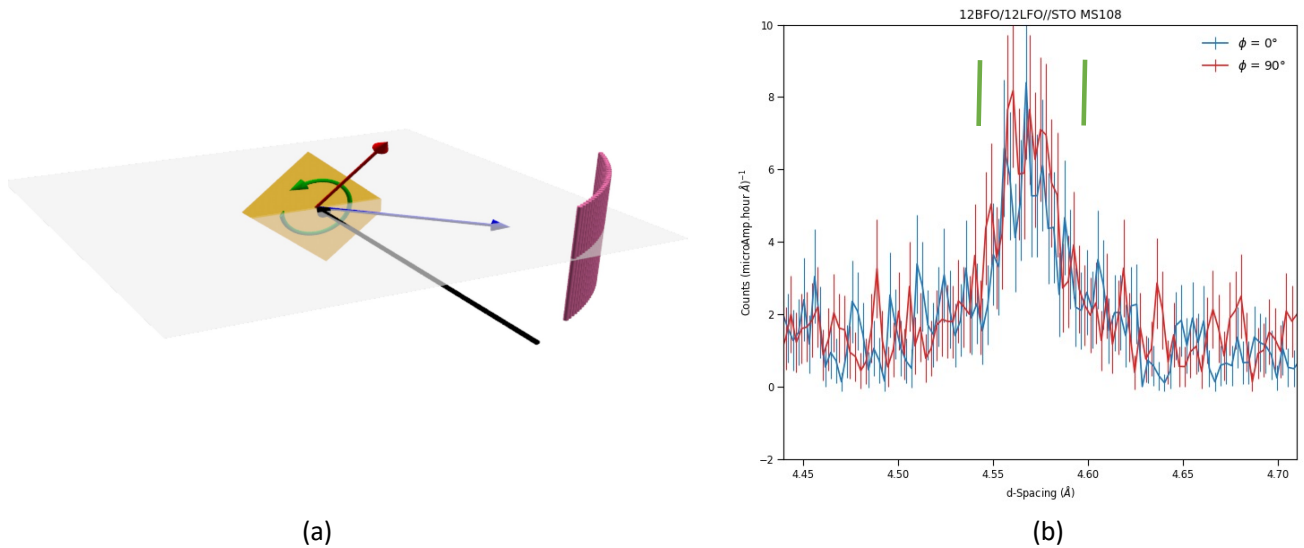 12BFO/12LFO//STO MS108
10
8
6
4
2
0
−2
Counts (microAmp hour Å)⁻¹
ϕ = 0°
ϕ = 90°
4.45 4.50 4.55 4.60 4.65 4.70
d-Spacing (Å)
(a) (b)